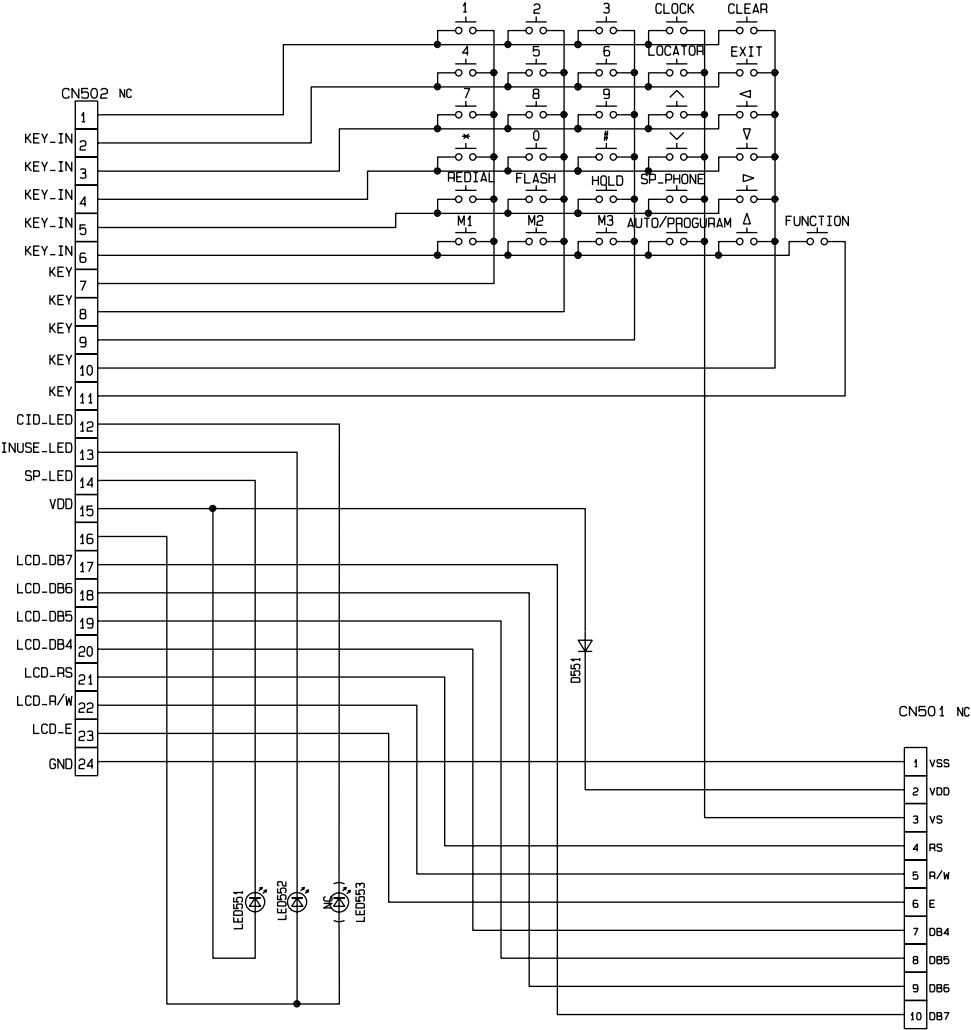 1 2 3 CLOCK CLEAR
4 5 6 LOCATOR EXIT
7 8 9
* 0 #
REDIAL FLASH HOLD SP_PHONE
M1 M2 M3 AUTO/PROGURAM FUNCTION
CN502 NC
1
KEY_IN 2
KEY_IN 3
KEY_IN 4
KEY_IN 5
KEY_IN 6
KEY 7
KEY 8
KEY 9
KEY 10
KEY 11
CID_LED 12
INUSE_LED 13
SP_LED 14
VDD 15
16
LCD_DB7 17
LCD_DB6 18
LCD_DB5 19
LCD_DB4 20
LCD_RS 21
LCD_R/W 22
LCD_E 23
GND 24
D551
LED551
LED552
( NC )
LED553
CN501 NC
1 VSS
2 VDD
3 VS
4 RS
5 R/W
6 E
7 DB4
8 DB5
9 DB6
10 DB7